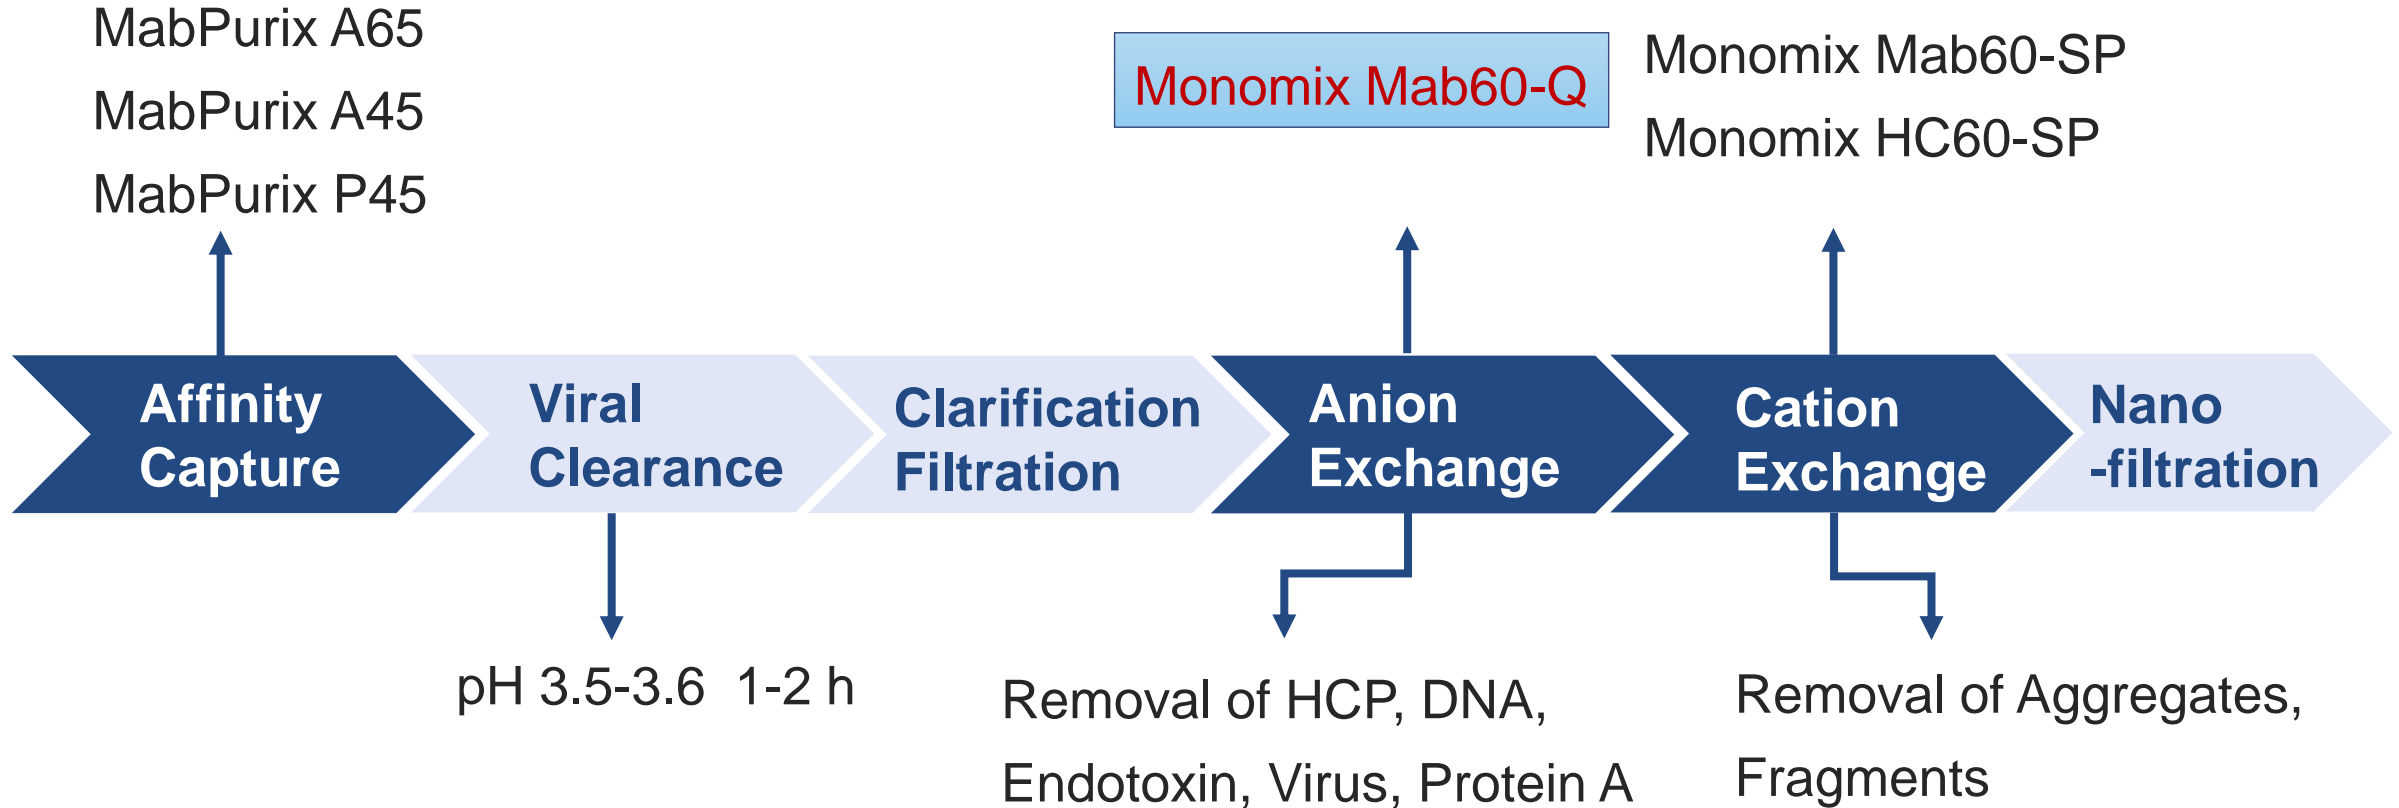 MabPurix A65
MabPurix A45
MabPurix P45
Monomix Mab60-Q
Monomix Mab60-SP
Monomix HC60-SP
Affinity
Capture
Viral
Clearance
Clarification
Filtration
Anion
Exchange
Cation
Exchange
Nano
-filtration
pH 3.5-3.6 1-2 h
Removal of HCP, DNA,
Endotoxin, Virus, Protein A
Removal of Aggregates,
Fragments